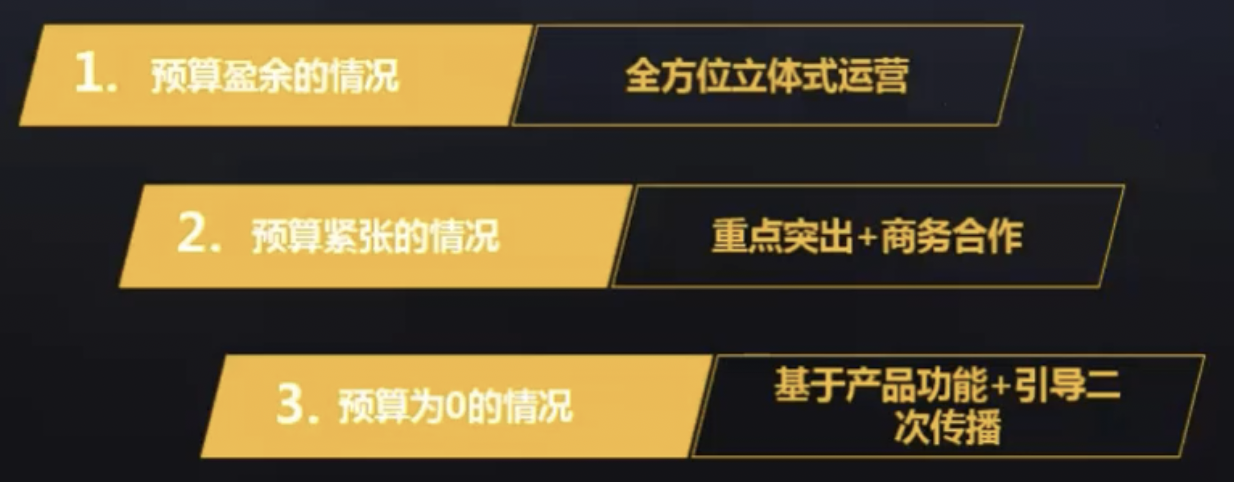 1. 预算盈余的情况
全方位立体式运营
2. 预算紧张的情况
重点突出+商务合作
3. 预算为0的情况
基于产品功能+引导二
次传播